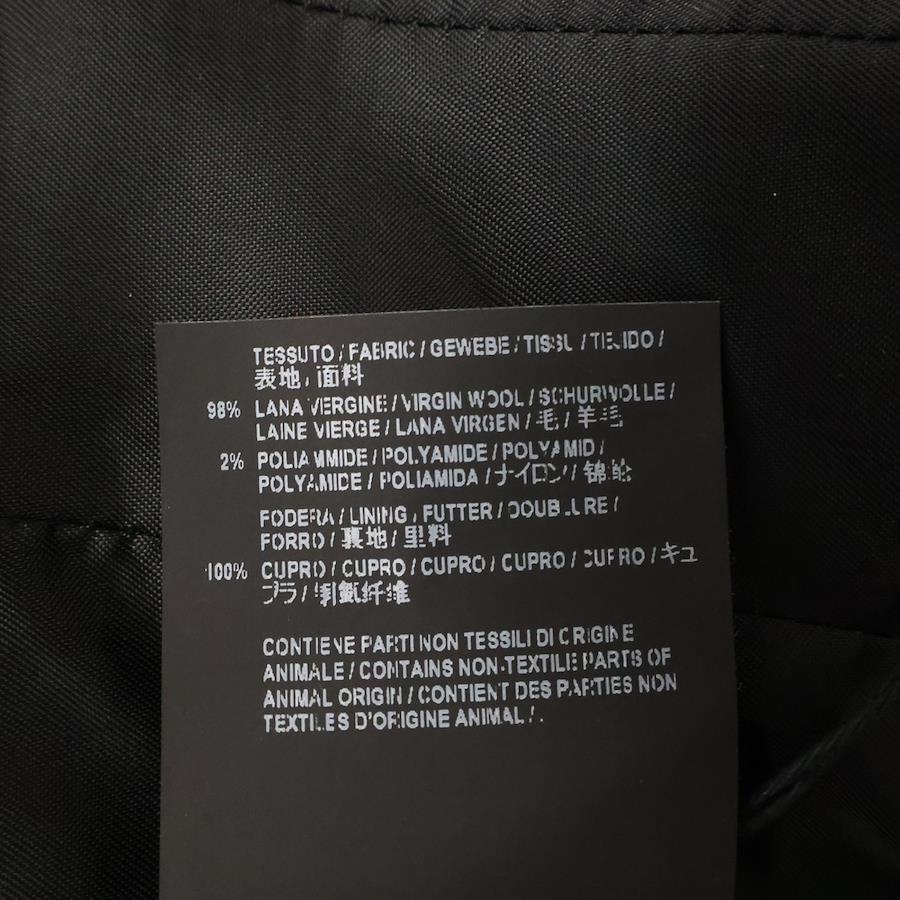 TESSUTO / FABRIC / GEWEBE / TISSU / TEJIDO /
表地 / 面料
98% LANA VERGINE / VIRGIN WOOL / SCHURWOLLE /
LAINE VIERGE / LANA VIRGEN / 毛 / 羊毛
2% POLIAMMIDE / POLYAMIDE / POLYAMID /
POLYAMIDE / POLIAMIDA / ナイロン / 锦纶
FODERA / LINING / FUTTER / DOUBLURE /
FORRO / 裏地 / 里料
100% CUPRO / CUPRO / CUPRO / CUPRO / CUPRO / キュ
プラ / 铜氨纤维
CONTIENE PARTI NON TESSILI DI ORIGINE
ANIMALE / CONTAINS NON-TEXTILE PARTS OF
ANIMAL ORIGIN / CONTIENT DES PARTIES NON
TEXTILES D'ORIGINE ANIMAL / .